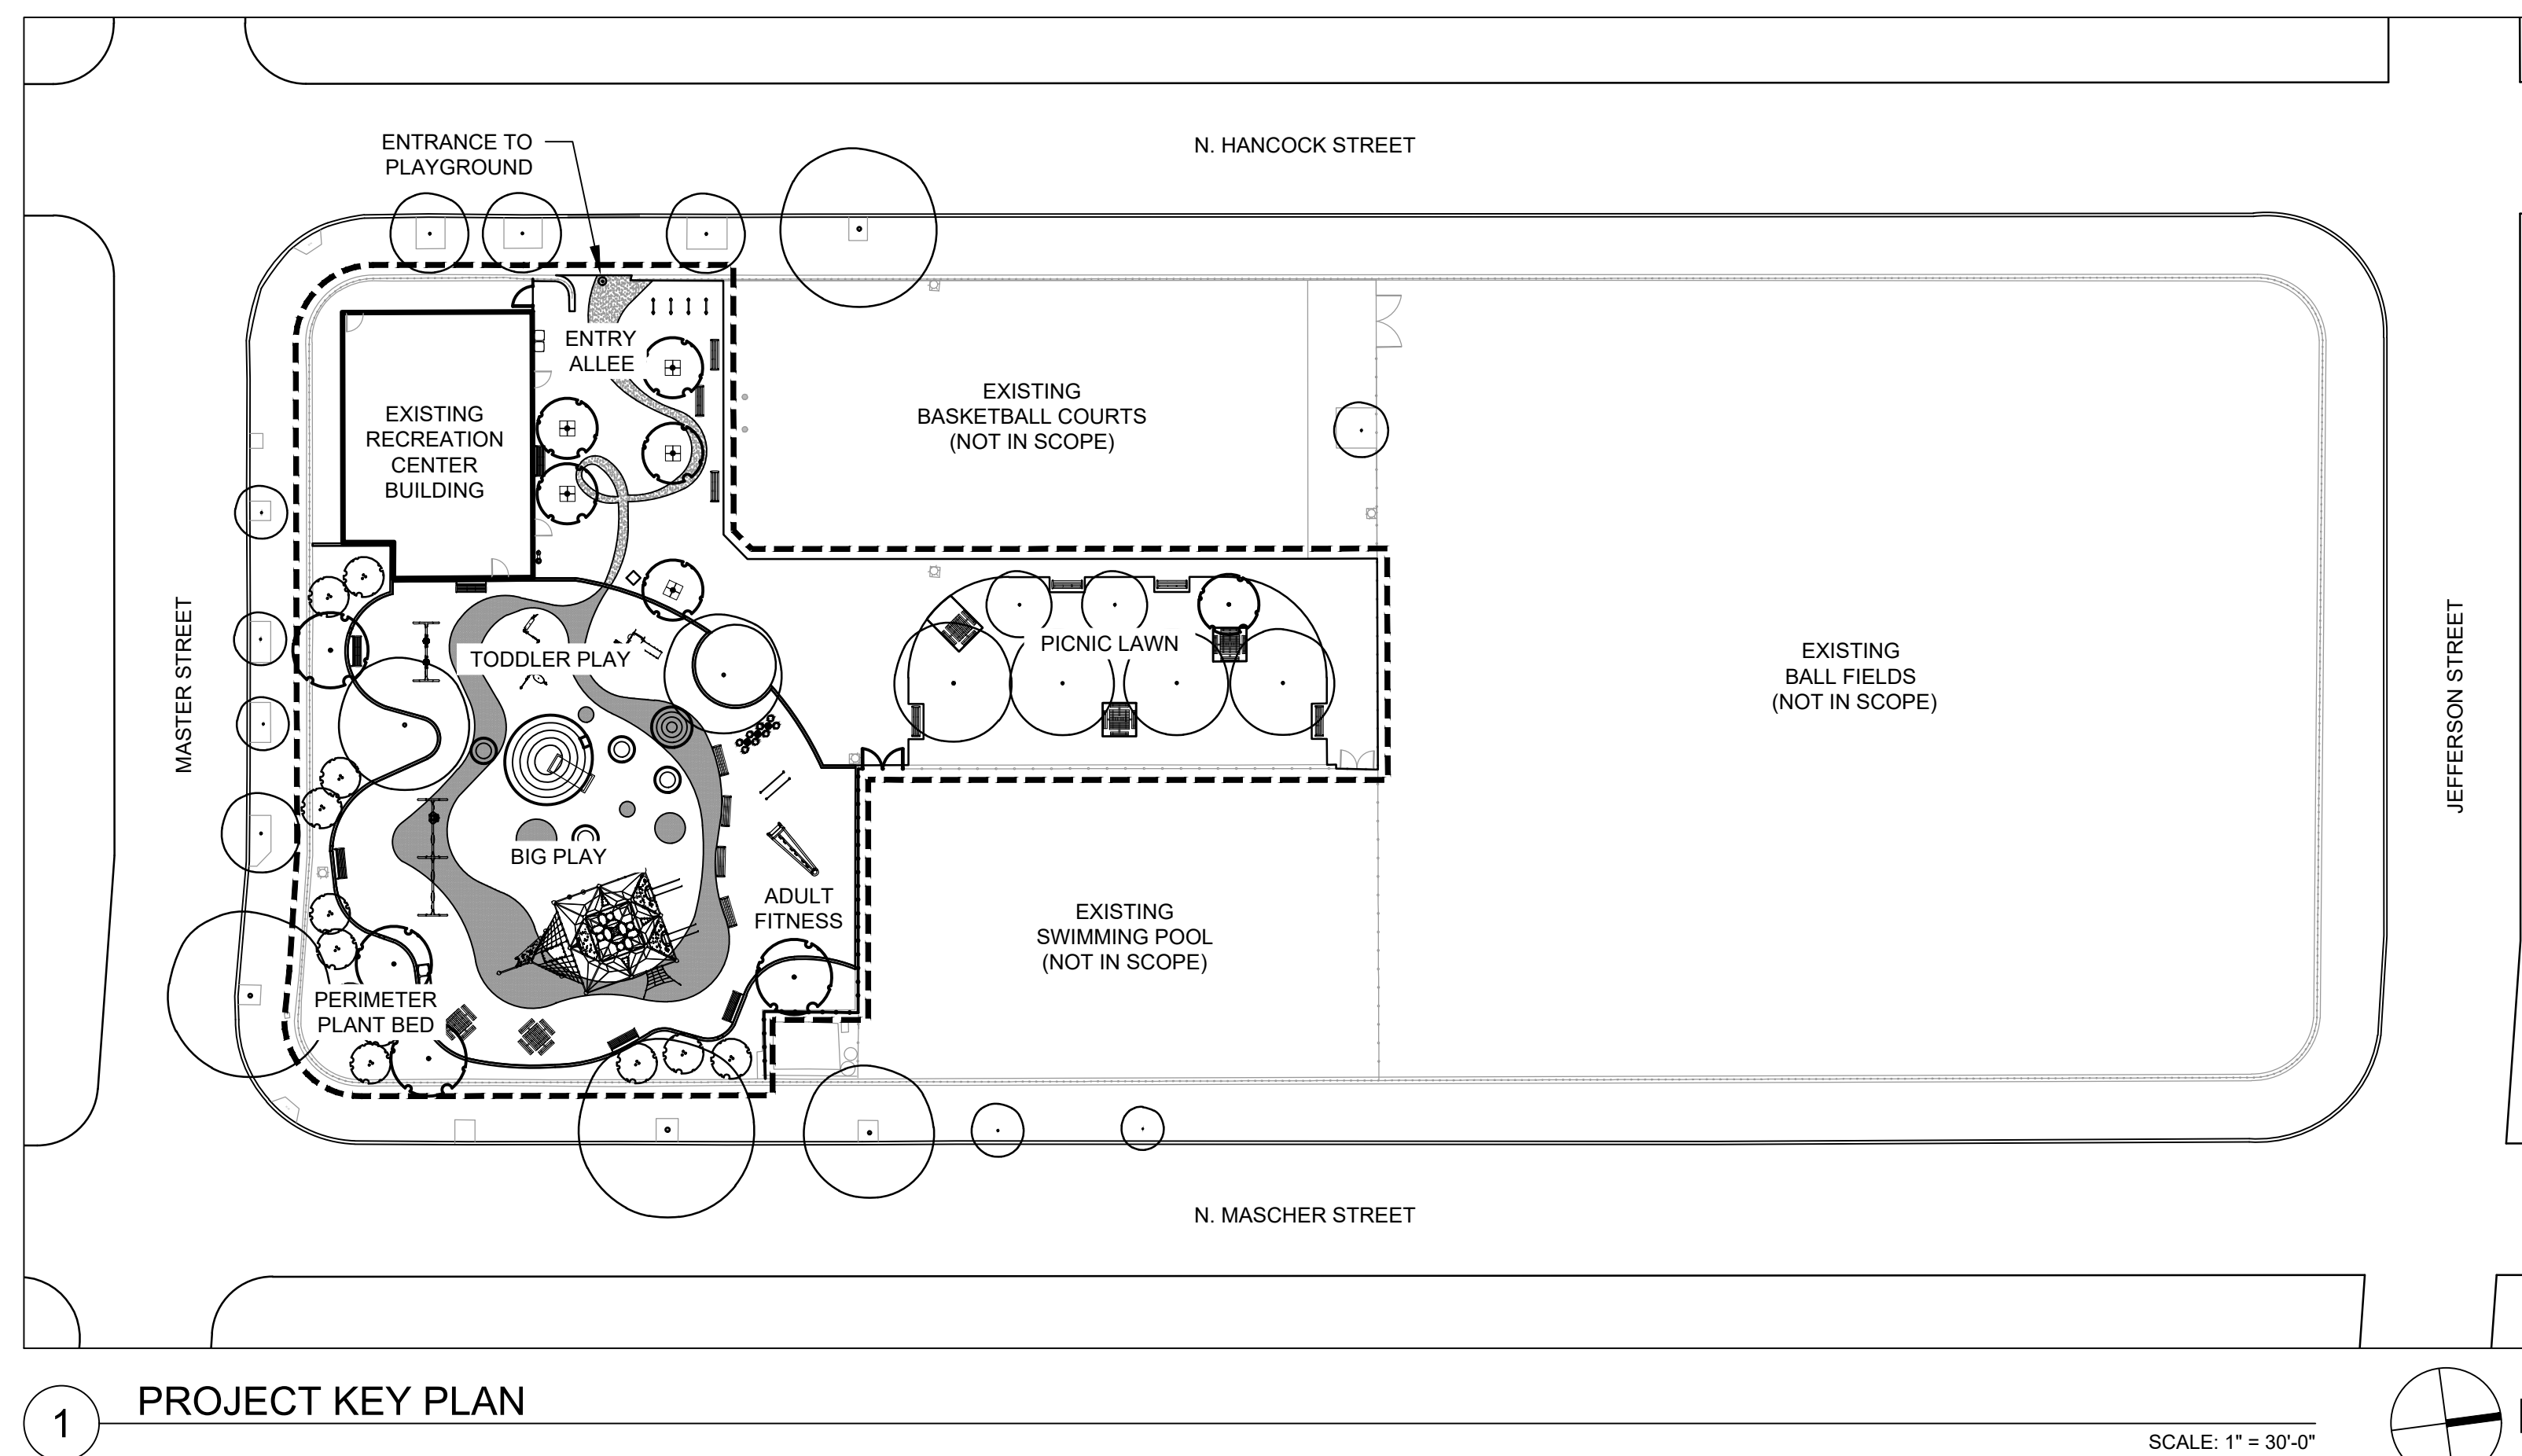 ENTRANCE TO
PLAYGROUND
N. HANCOCK STREET
ENTRY
ALLEE
EXISTING
RECREATION
CENTER
BUILDING
EXISTING
BASKETBALL COURTS
(NOT IN SCOPE)
MASTER STREET
TODDLER PLAY
PICNIC LAWN
EXISTING
BALL FIELDS
(NOT IN SCOPE)
JEFFERSON STREET
BIG PLAY
ADULT
FITNESS
EXISTING
SWIMMING POOL
(NOT IN SCOPE)
PERIMETER
PLANT BED
N. MASCHER STREET
1
PROJECT KEY PLAN
SCALE: 1" = 30'-0"